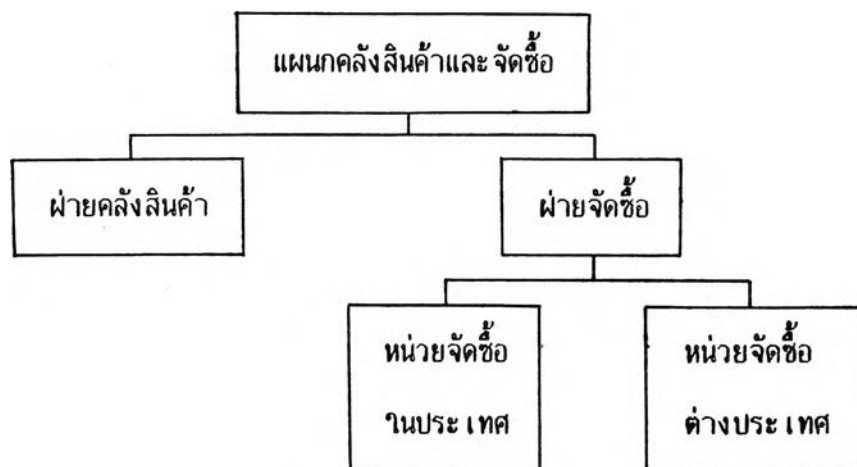 แผนกคลังสินค้าและจัดซื้อ
ฝ่ายคลังสินค้า
ฝ่ายจัดซื้อ
หน่วยจัดซื้อ
ในประเทศ
หน่วยจัดซื้อ
ต่างประเทศ